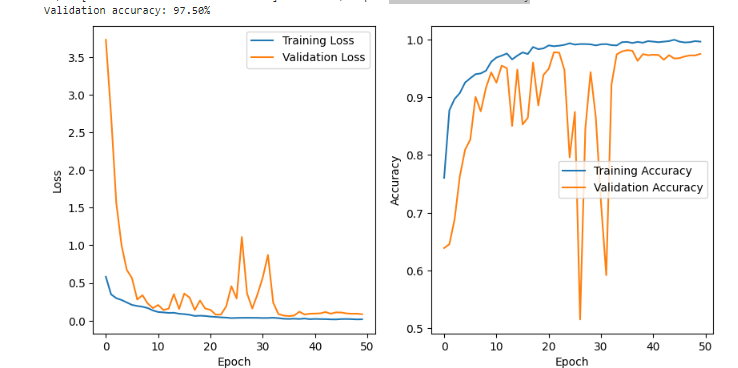 Validation accuracy: 97.50%
Training Loss
Validation Loss
3.5
3.0
2.5
2.0
1.5
1.0
0.5
0.0
Loss
0 10 20 30 40 50
Epoch
Training Accuracy
Validation Accuracy
1.0
0.9
0.8
0.7
0.6
0.5
Accuracy
0 10 20 30 40 50
Epoch